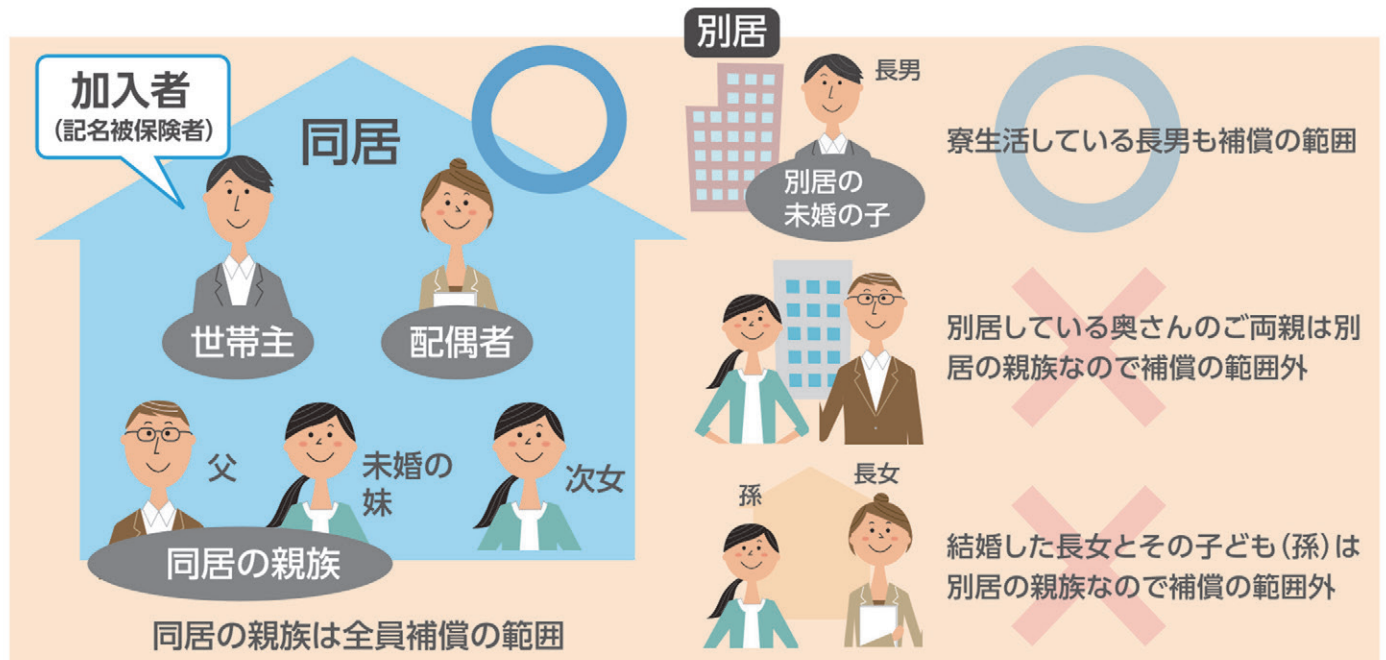 加入者
（記名被保険者）
同居
世帯主
配偶者
父
未婚の
妹
次女
同居の親族
同居の親族は全員補償の範囲
別居
長男
別居の
未婚の子
寮生活している長男も補償の範囲
別居している奥さんのご両親は別
居の親族なので補償の範囲外
孫
長女
結婚した長女とその子ども（孫）は
別居の親族なので補償の範囲外